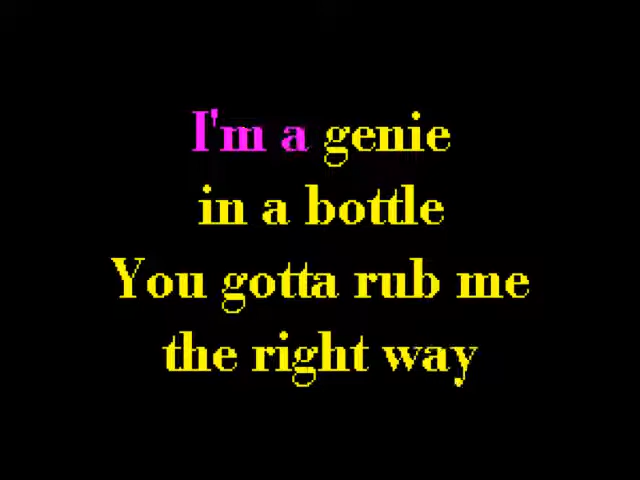 I'm a genie
in a bottle
You gotta rub me
the right way